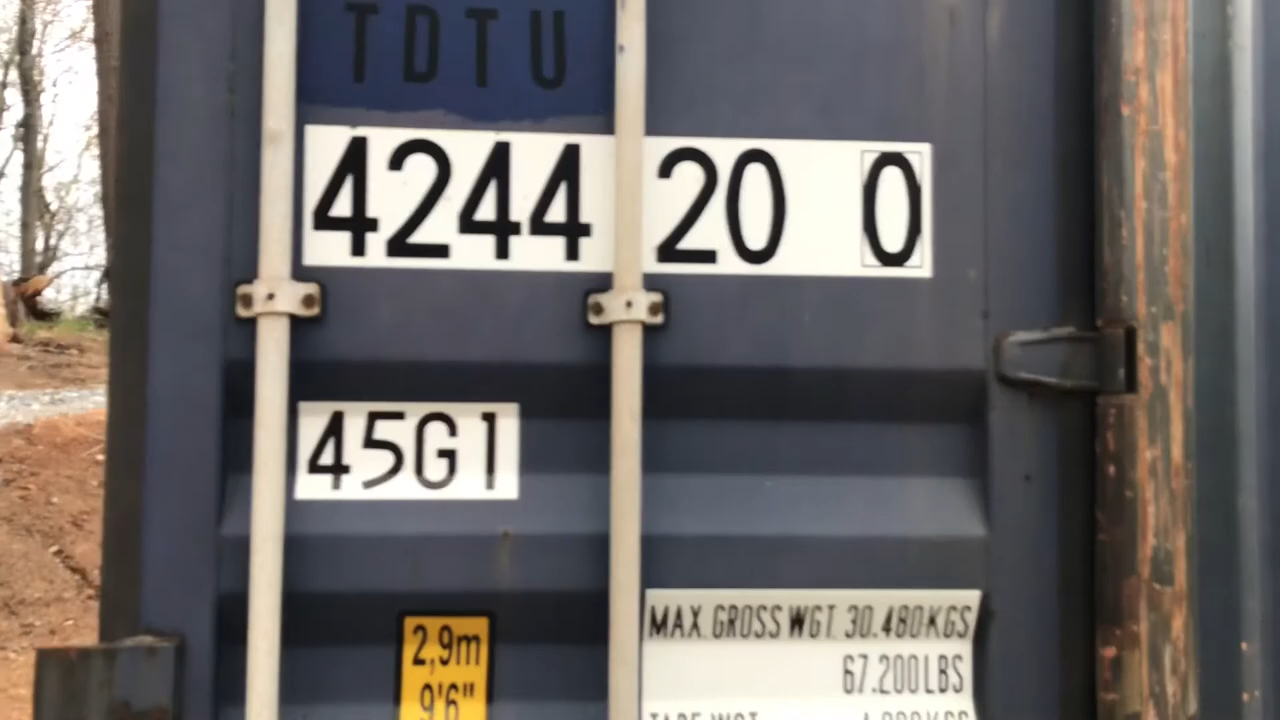 TDTU
4244 20 0
45G1
2,9m
9'6"
MAX. GROSS WGT. 30.480KGS
67.200LBS